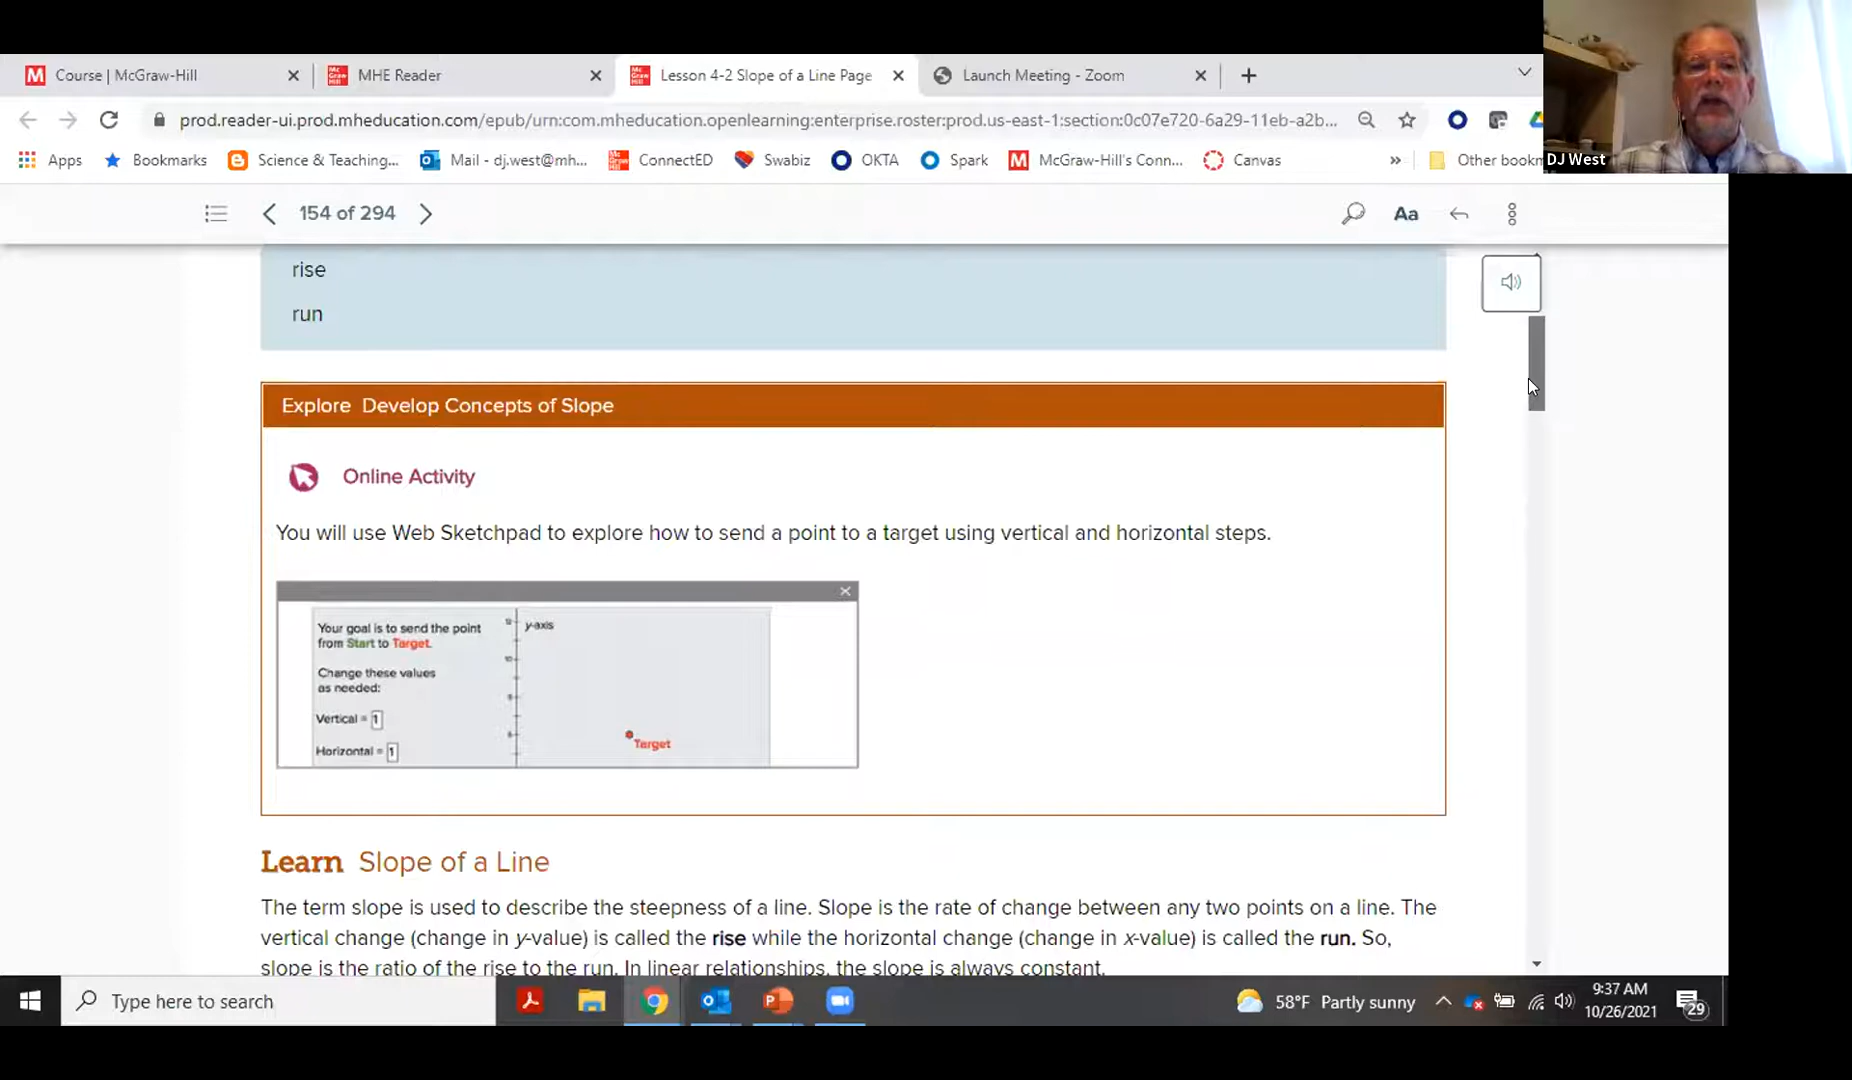 Course | McGraw-Hill
MHE Reader
Lesson 4-2 Slope of a Line Page
Launch Meeting - Zoom
prod.reader-ui.prod.mheducation.com/epub/urn:com.mheducation.openlearning:enterprise.roster:prod.us-east-1:section:0c07e720-6a29-11eb-a2b...
Apps
Bookmarks
Science & Teaching...
Mail - dj.west@mh...
ConnectED
Swabiz
OKTA
Spark
McGraw-Hill's Conn...
Canvas
»
Other bookm
DJ West
154 of 294
Aa
rise
run
Explore Develop Concepts of Slope
Online Activity
You will use Web Sketchpad to explore how to send a point to a target using vertical and horizontal steps.
Your goal is to send the point
from Start to Target.
Change these values
as needed:
Vertical = 1
Horizontal = 1
12
y-axis
10
8
6
Target
Learn Slope of a Line
The term slope is used to describe the steepness of a line. Slope is the rate of change between any two points on a line. The
vertical change (change in y-value) is called the rise while the horizontal change (change in x-value) is called the run. So,
slope is the ratio of the rise to the run. In linear relationships, the slope is always constant.
Type here to search
58°F Partly sunny
9:37 AM
10/26/2021
29